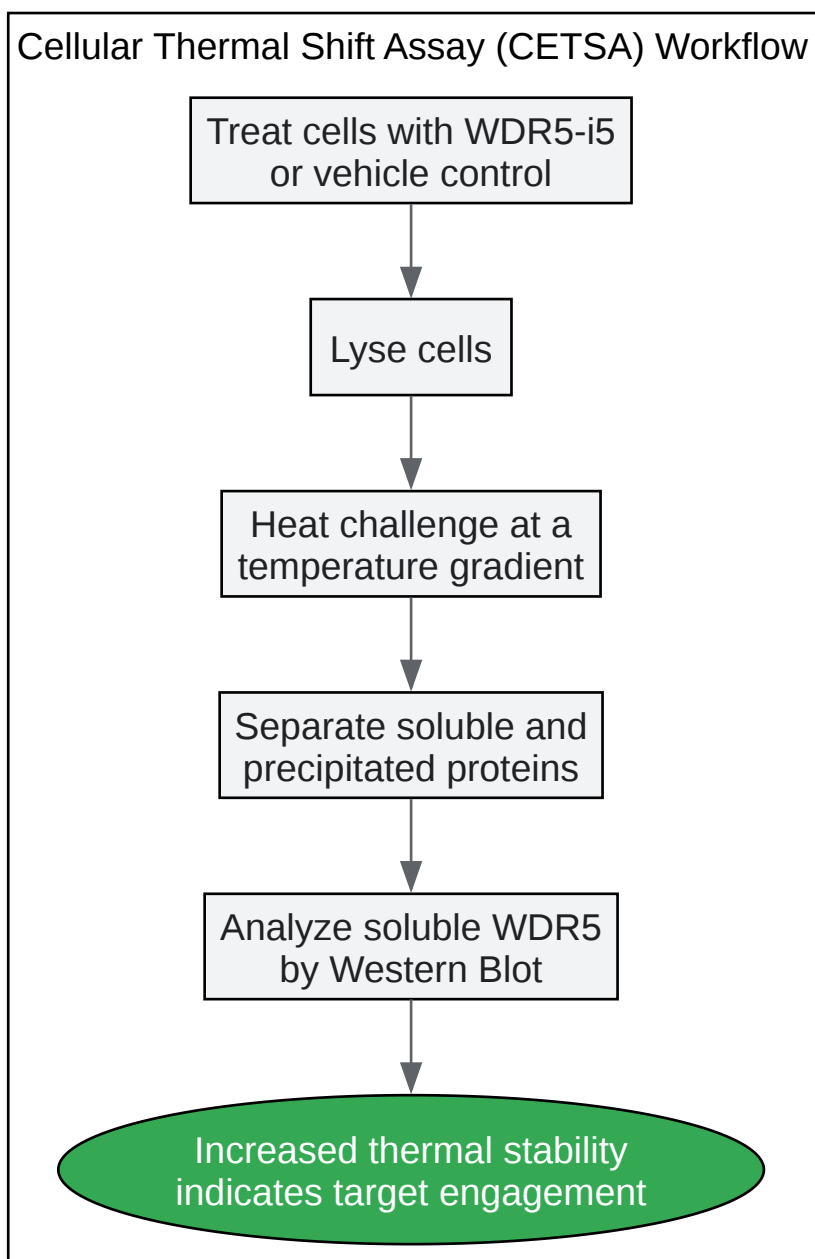 Cellular Thermal Shift Assay (CETSA) Workflow
Treat cells with WDR5-i5
or vehicle control
Lyse cells
Heat challenge at a
temperature gradient
Separate soluble and
precipitated proteins
Analyze soluble WDR5
by Western Blot
Increased thermal stability
indicates target engagement